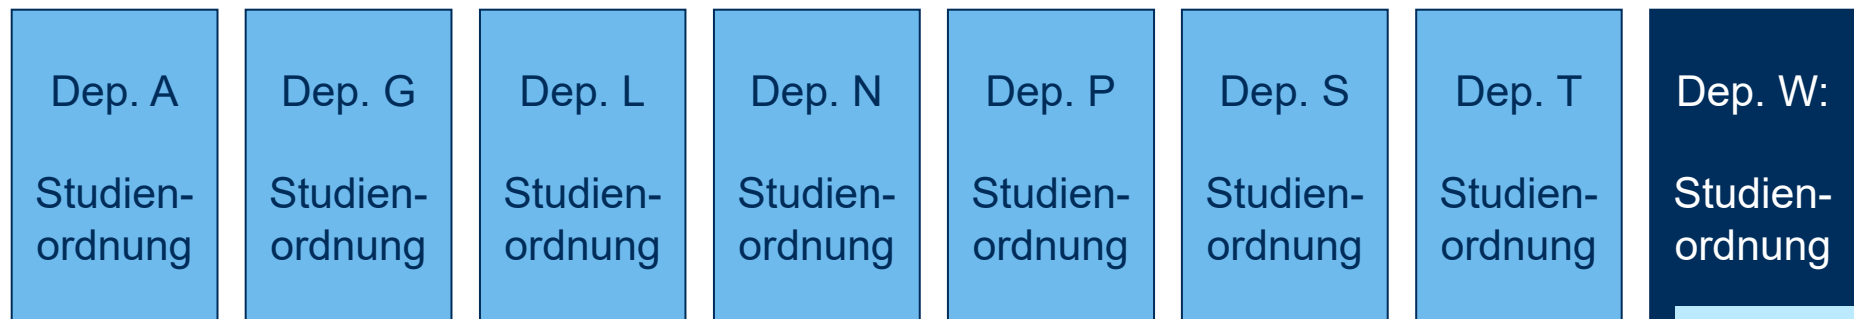 Dep. A
Studien-
ordnung
Dep. G
Studien-
ordnung
Dep. L
Studien-
ordnung
Dep. N
Studien-
ordnung
Dep. P
Studien-
ordnung
Dep. S
Studien-
ordnung
Dep. T
Studien-
ordnung
Dep. W:
Studien-
ordnung